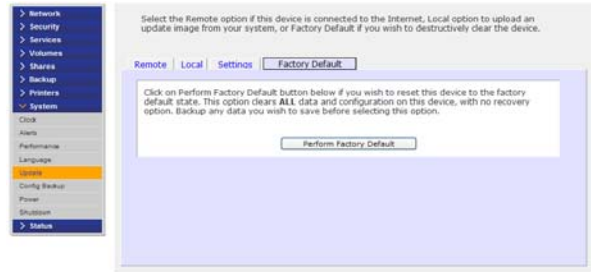 > Network
> Security
> Services
> Volumes
> Shares
> Backup
> Printers
System
Clock
Alerts
Performance
Language
Update
Config Backup
Power
Shutdown
> Status
Select the Remote option if this device is connected to the Internet, Local option to upload an
update image from your system, or Factory Default if you wish to destructively clear the device.
Remote | Local | Settings | Factory Default
Click on Perform Factory Default button below if you wish to reset this device to the factory
default state. This option clears ALL data and configuration on this device, with no recovery
option. Backup any data you wish to save before selecting this option.
Perform Factory Default